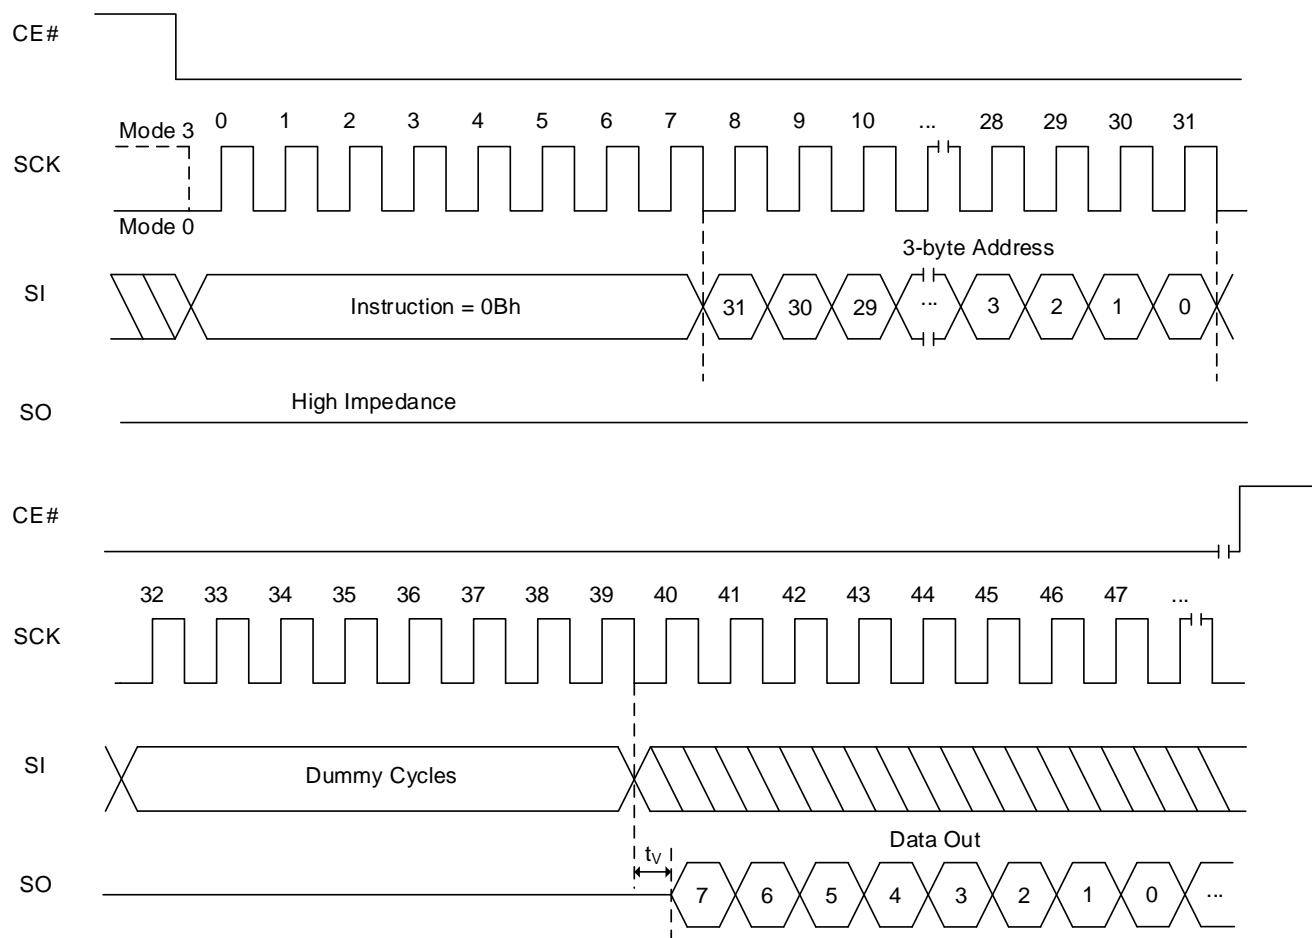 CE#
Mode 3 0 1 2 3 4 5 6 7 8 9 10 ... 28 29 30 31
SCK
Mode 0
3-byte Address
SI Instruction = 0Bh 31 30 29 ... 3 2 1 0
High Impedance
SO
CE#
32 33 34 35 36 37 38 39 40 41 42 43 44 45 46 47 ...
SCK
SI Dummy Cycles
Data Out
tV
SO 7 6 5 4 3 2 1 0 ...